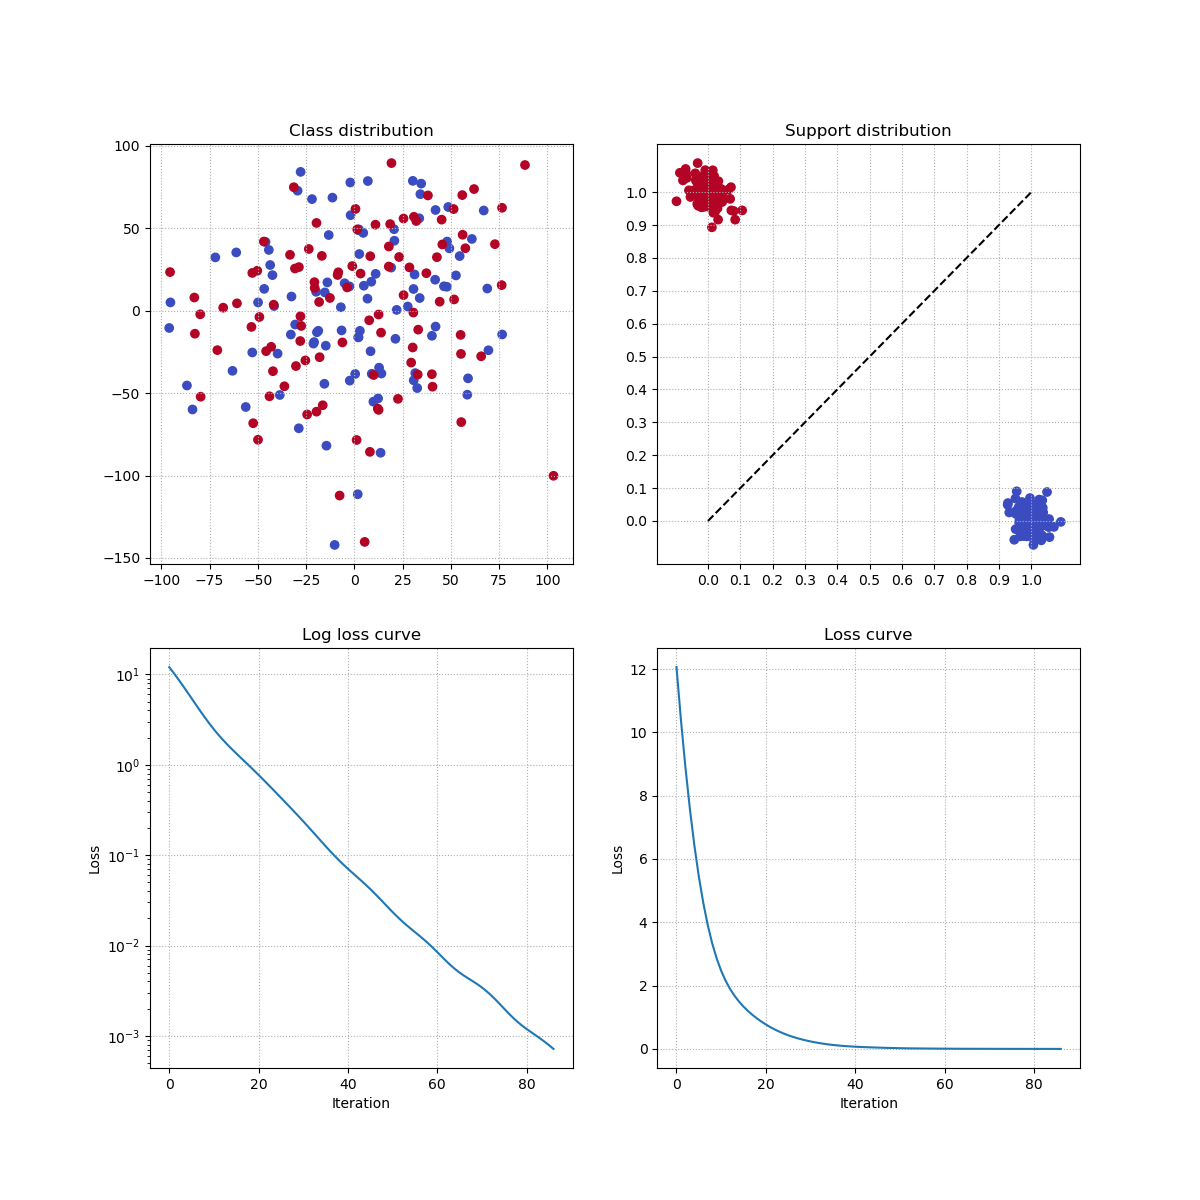 Class distribution
100
50
0
−50
−100
−150
−100 −75 −50 −25 0 25 50 75 100
Support distribution
1.0
0.9
0.8
0.7
0.6
0.5
0.4
0.3
0.2
0.1
0.0
0.0 0.1 0.2 0.3 0.4 0.5 0.6 0.7 0.8 0.9 1.0
Log loss curve
10¹
10⁰
10⁻¹
10⁻²
10⁻³
Loss
0 20 40 60 80
Iteration
Loss curve
12
10
8
6
4
2
0
Loss
0 20 40 60 80
Iteration